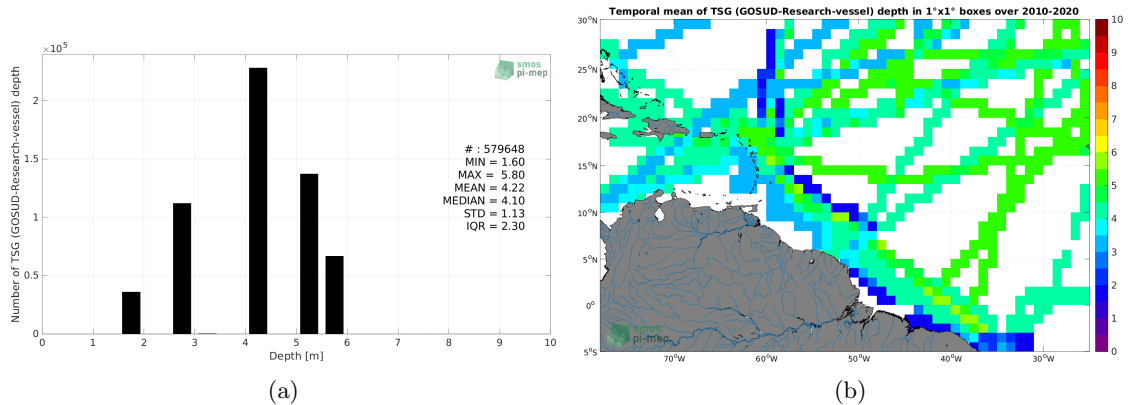 ×10⁵
2
1.5
1
0.5
0
Number of TSG (GOSUD-Research-vessel) depth
smos
pi-mep
# : 579648
MIN = 1.60
MAX = 5.80
MEAN = 4.22
MEDIAN = 4.10
STD = 1.13
IQR = 2.30
0 1 2 3 4 5 6 7 8 9 10
Depth [m]
(a)
Temporal mean of TSG (GOSUD-Research-vessel) depth in 1°x1° boxes over 2010-2020
30°N
25°N
20°N
15°N
10°N
5°N
0°
5°S
smos
pi-mep
70°W 60°W 50°W 40°W 30°W
10
9
8
7
6
5
4
3
2
1
0
(b)